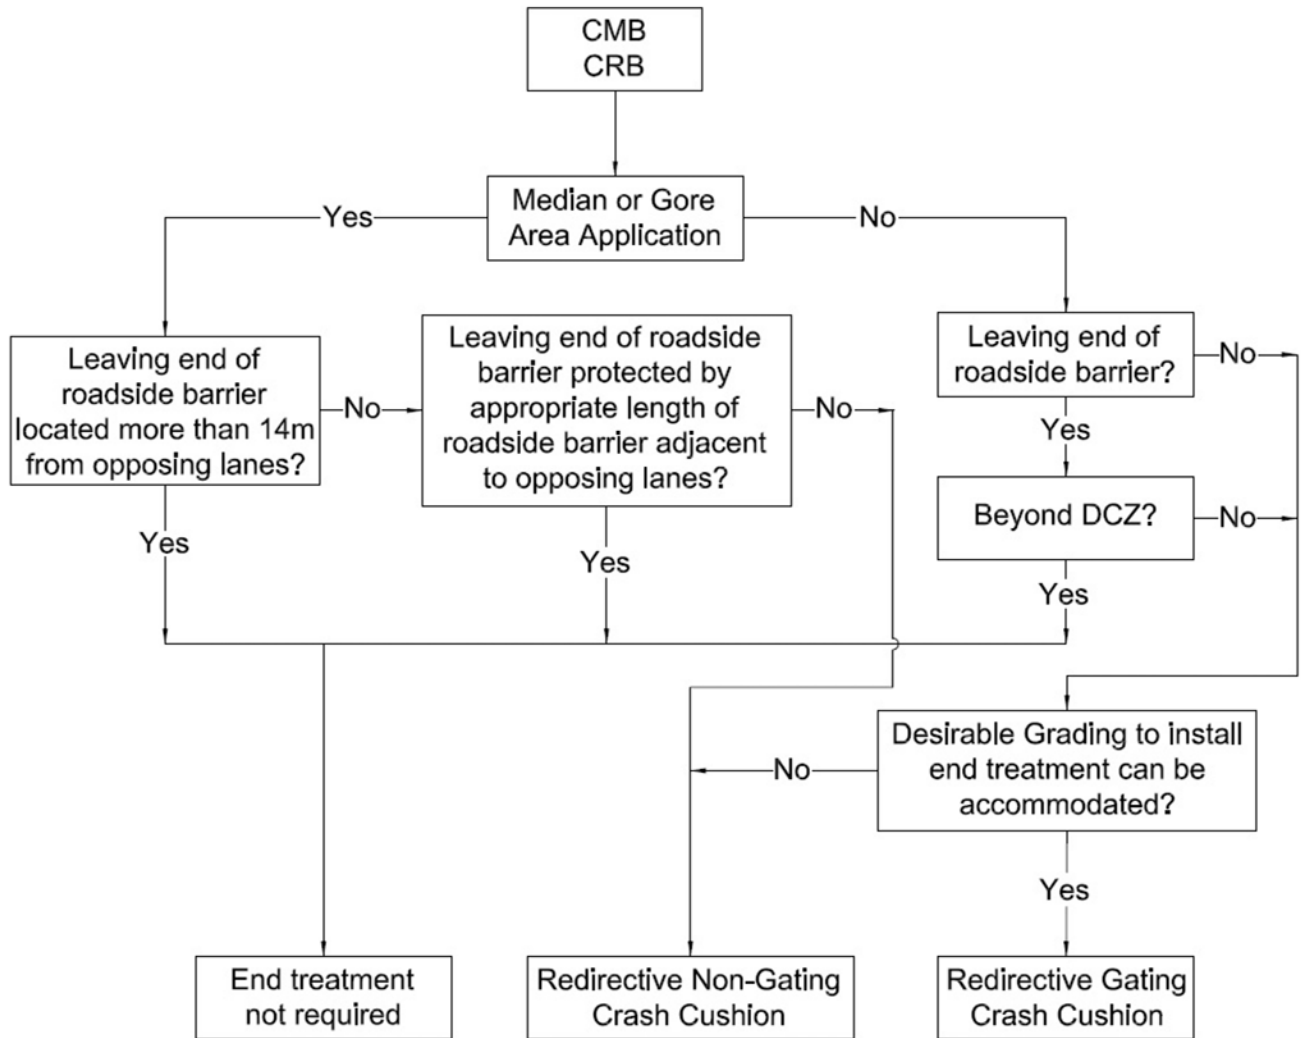 CMB
CRB
Median or Gore
Area Application
Yes
No
Leaving end of
roadside barrier
located more than 14m
from opposing lanes?
No
Leaving end of roadside
barrier protected by
appropriate length of
roadside barrier adjacent
to opposing lanes?
No
Leaving end of
roadside barrier?
No
Yes
Beyond DCZ?
No
Yes
Yes
Yes
Desirable Grading to install
end treatment can be
accommodated?
No
Yes
End treatment
not required
Redirective Non-Gating
Crash Cushion
Redirective Gating
Crash Cushion